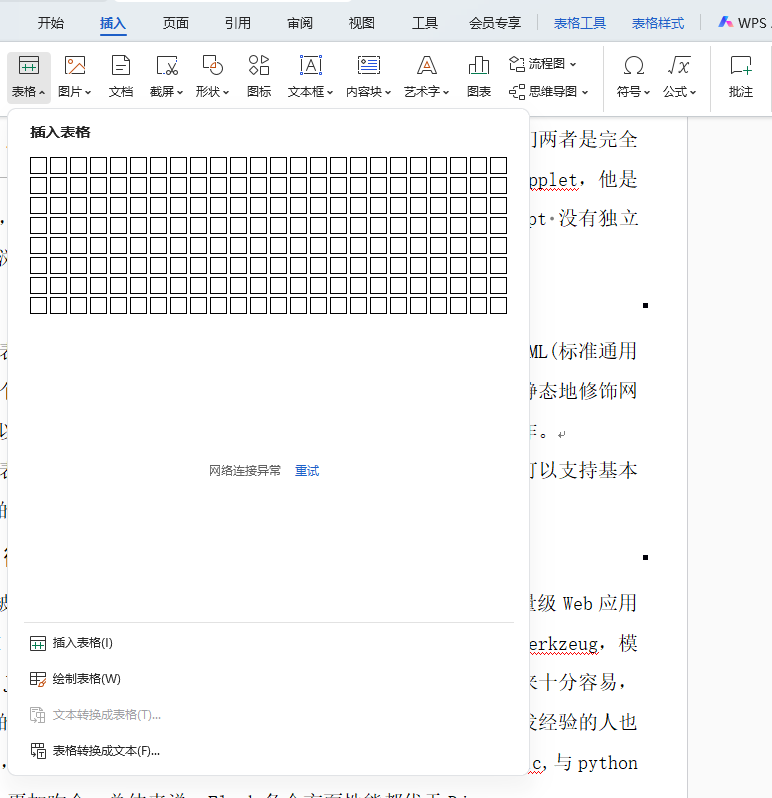 开始 插入 页面 引用 审阅 视图 工具 会员专享 表格工具 表格样式 WPS
表格 图片 文档 截屏 形状 图标 文本框 内容块 艺术字 图表 流程图 思维导图 符号 公式 批注
插入表格
两者是完全
pplet，他是
pt 没有独立
ML(标准通用
静态地修饰网
。
可以支持基本
网络连接异常 重试
的
量级 Web 应用
插入表格(I)
erkzeug，模
绘制表格(W)
来十分容易，
文本转换成表格(T)...
的
发经验的人也
表格转换成文本(F)...
c,与 python